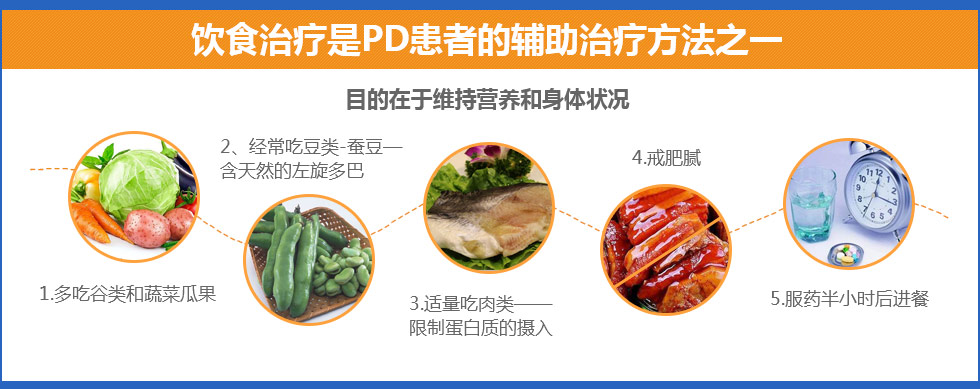 饮食治疗是PD患者的辅助治疗方法之一
目的在于维持营养和身体状况
1.多吃谷类和蔬菜瓜果
2、经常吃豆类-蚕豆—
含天然的左旋多巴
3.适量吃肉类——
限制蛋白质的摄入
4.戒肥腻
5.服药半小时后进餐